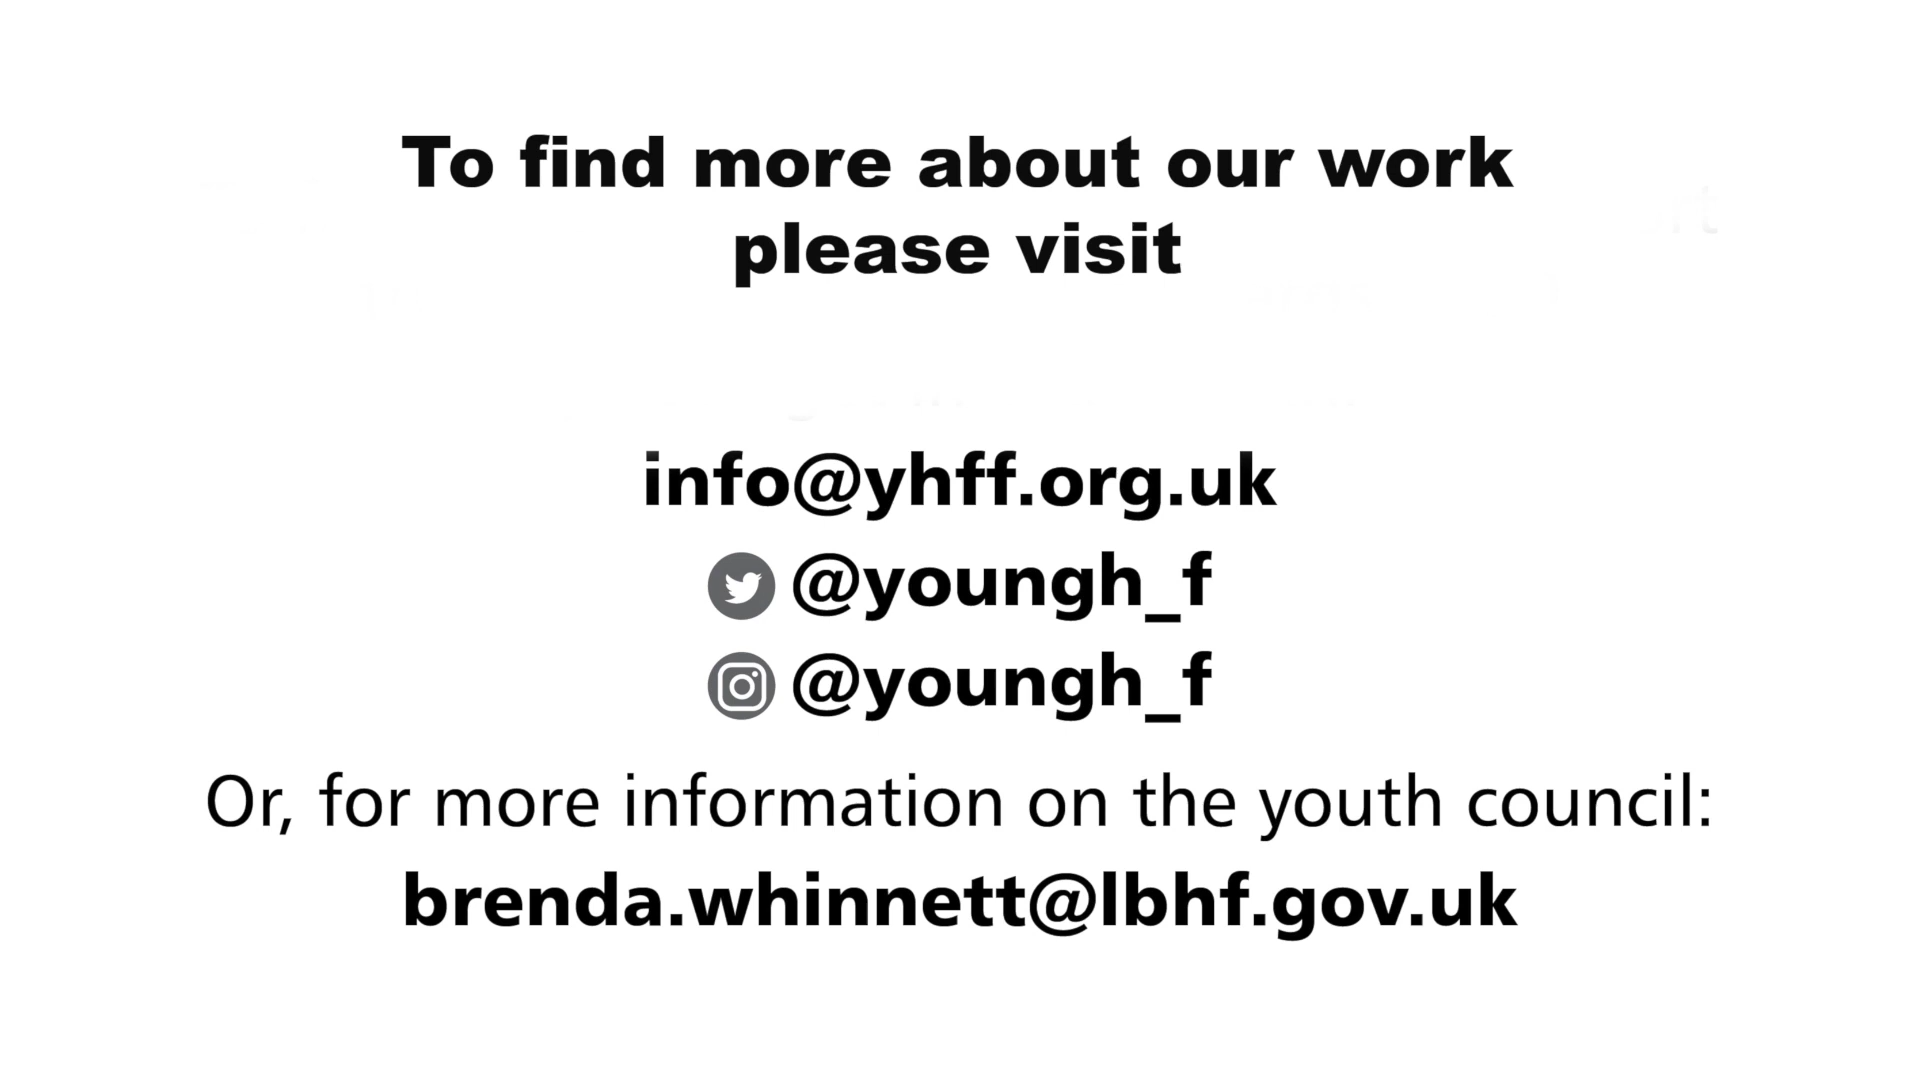 To find more about our work
please visit
info@yhff.org.uk
@youngh_f
@youngh_f
Or, for more information on the youth council:
brenda.whinnett@lbhf.gov.uk